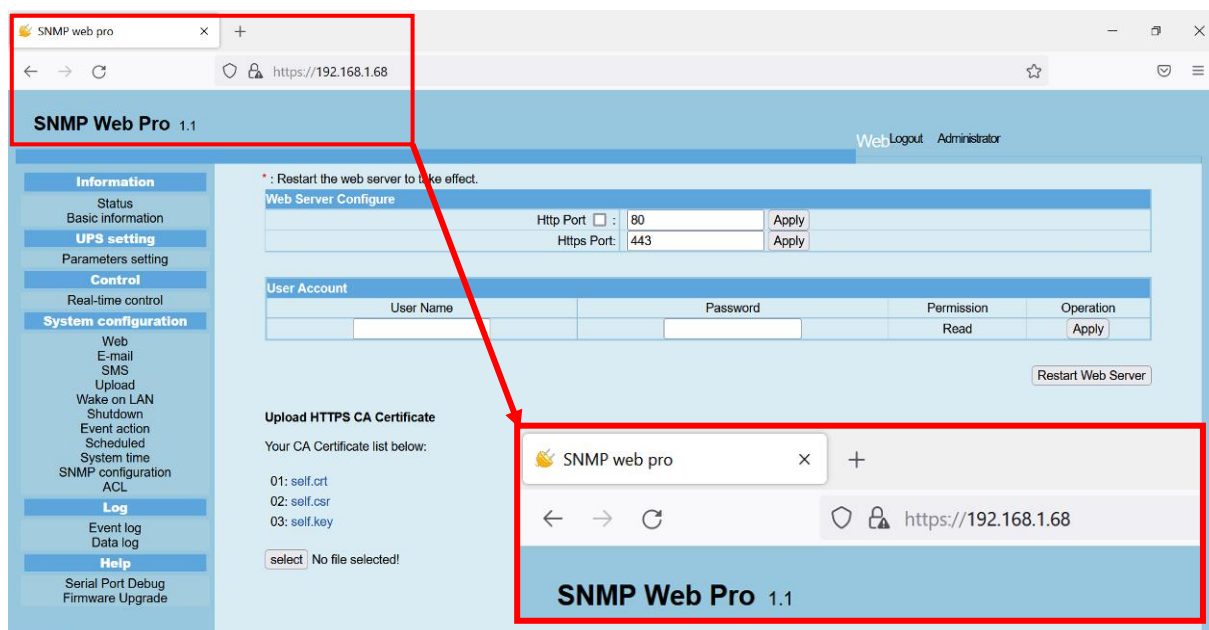 SNMP web pro
https://192.168.1.68
SNMP Web Pro 1.1
Web Logout Administrator
Information
Status
Basic information
UPS setting
Parameters setting
Control
Real-time control
System configuration
Web
E-mail
SMS
Upload
Wake on LAN
Shutdown
Event action
Scheduled
System time
SNMP configuration
ACL
Log
Event log
Data log
Help
Serial Port Debug
Firmware Upgrade
* : Restart the web server to take effect.
Web Server Configure
Http Port : 80 Apply
Https Port: 443 Apply
User Account
User Name Password Permission Operation
Read Apply
Restart Web Server
Upload HTTPS CA Certificate
Your CA Certificate list below:
01: self.crt
02: self.csr
03: self.key
select No file selected!
SNMP web pro
https://192.168.1.68
SNMP Web Pro 1.1